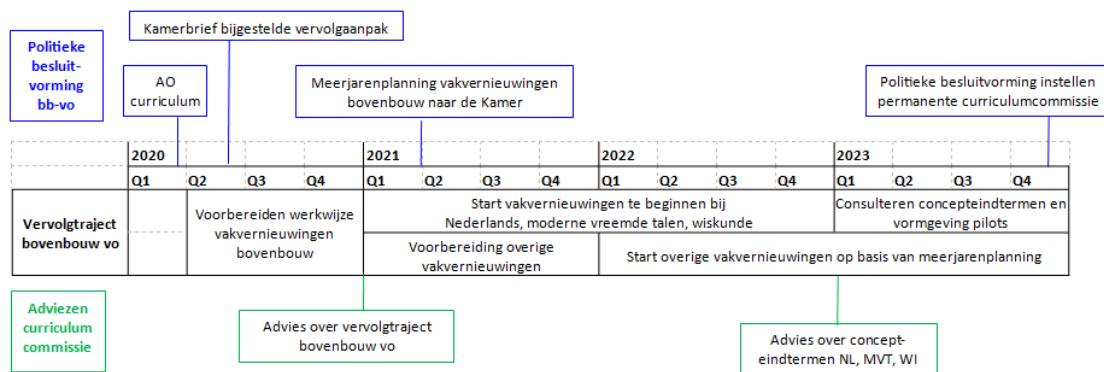 Kamerbrief bijgestelde vervolgaanpak
Politieke
besluit-
vorming
bb-vo
AO
curriculum
Meerjarenplanning vakvernieuwingen
bovenbouw naar de Kamer
Politieke besluitvorming instellen
permanente curriculumcommissie
2020 2021 2022 2023
Q1 Q2 Q3 Q4 Q1 Q2 Q3 Q4 Q1 Q2 Q3 Q4 Q1 Q2 Q3 Q4
Vervolgtraject
bovenbouw vo
Voorbereiden werkwijze
vakvernieuwingen
bovenbouw
Start vakvernieuwingen te beginnen bij
Nederlands, moderne vreemde talen, wiskunde
Consulteren concepteindtermen en
vormgeving pilots
Voorbereiding overige
vakvernieuwingen
Start overige vakvernieuwingen op basis van meerjarenplanning
Adviezen
curriculum
commissie
Advies over vervolgtraject
bovenbouw vo
Advies over concept-
eindtermen NL, MVT, WI